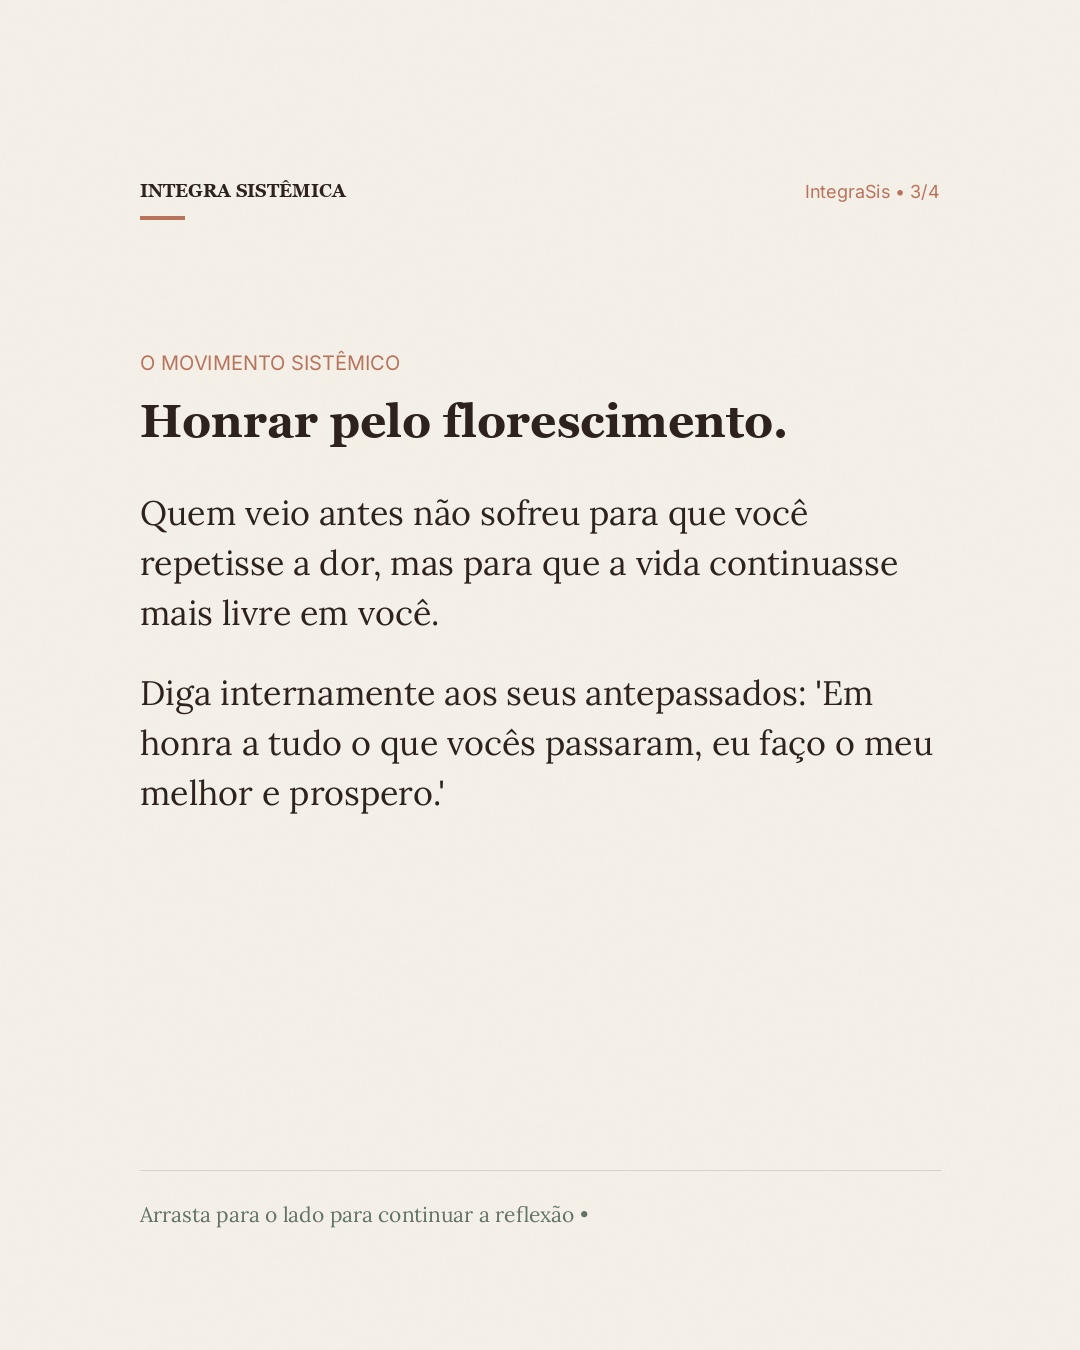 INTEGRA SISTÊMICA
IntegraSis • 3/4
O MOVIMENTO SISTÊMICO
Honrar pelo florescimento.
Quem veio antes não sofreu para que você
repetisse a dor, mas para que a vida continuasse
mais livre em você.
Diga internamente aos seus antepassados: 'Em
honra a tudo o que vocês passaram, eu faço o meu
melhor e prospero.'
Arrasta para o lado para continuar a reflexão •